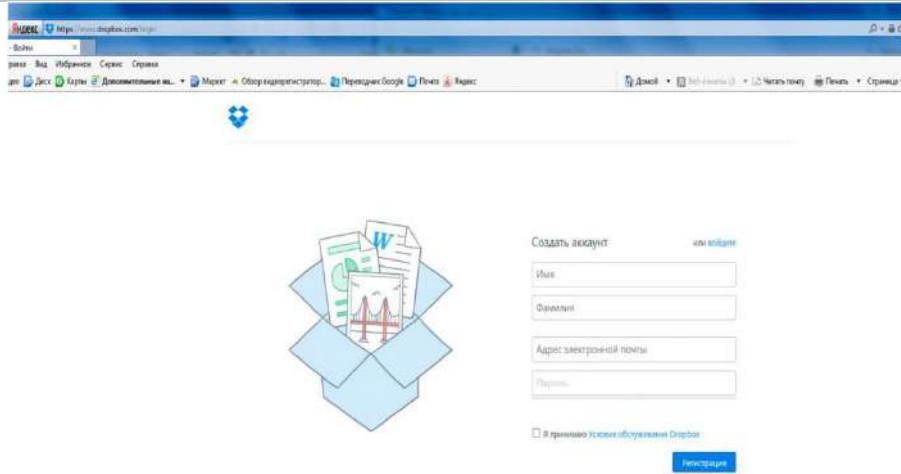 Яндекс https://www.dropbox.com/login
- Войти ×
Вид Избранное Сервис Справка
Диск Карты Дополнительные на... Маркет Обзор видеорегистратор... Переводчик Google Почта Яндекс
Домой Читать почту Печать Страница
Создать аккаунт
или войдите
Имя
Фамилия
Адрес электронной почты
Пароль
Я принимаю Условия обслуживания Dropbox
Регистрация
W